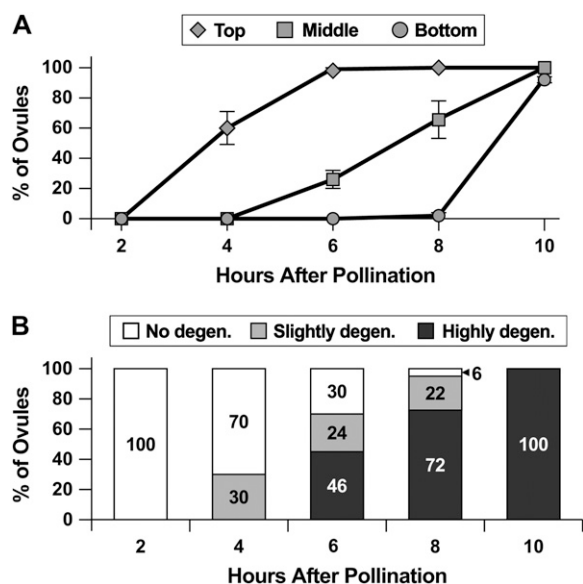 A
Top Middle Bottom
% of Ovules
100
80
60
40
20
0
2 4 6 8 10
Hours After Pollination
B
No degen. Slightly degen. Highly degen.
% of Ovules
100
80
60
40
20
0
100
70
30
30
24
46
6
22
72
100
2 4 6 8 10
Hours After Pollination